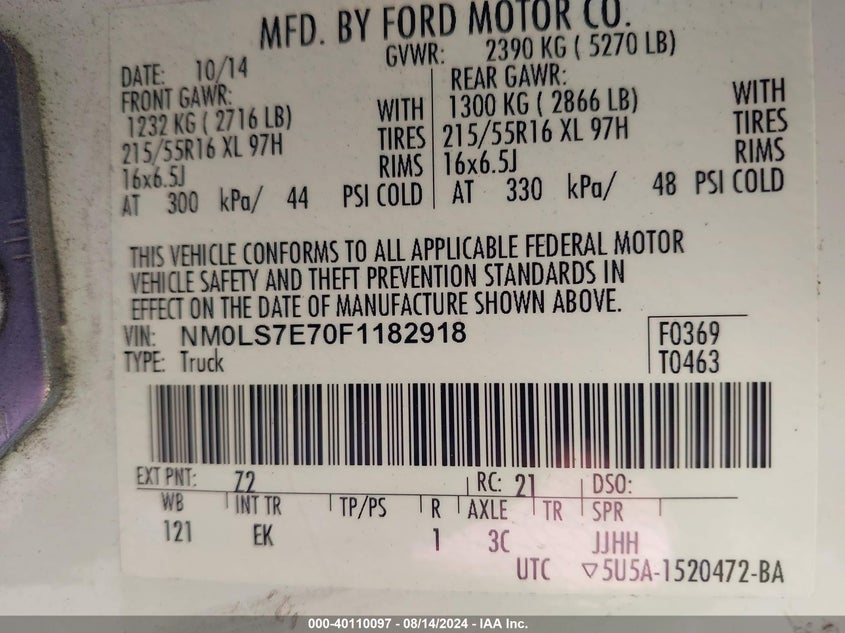 MFD. BY FORD MOTOR CO.
DATE: 10/14 GVWR: 2390 KG ( 5270 LB)
FRONT GAWR: REAR GAWR:
1232 KG ( 2716 LB) WITH 1300 KG ( 2866 LB) WITH
215/55R16 XL 97H TIRES 215/55R16 XL 97H TIRES
16x6.5J RIMS 16x6.5J RIMS
AT 300 kPa/ 44 PSI COLD AT 330 kPa/ 48 PSI COLD
THIS VEHICLE CONFORMS TO ALL APPLICABLE FEDERAL MOTOR
VEHICLE SAFETY AND THEFT PREVENTION STANDARDS IN
EFFECT ON THE DATE OF MANUFACTURE SHOWN ABOVE.
VIN: NM0LS7E70F1182918 F0369
TYPE: Truck T0463
EXT PNT: Z2 RC: 21 DSO:
WB INT TR TP/PS R AXLE TR SPR
121 EK 1 3C JJHH
UTC ▽5U5A-1520472-BA
000-40110097 - 08/14/2024 - IAA Inc.